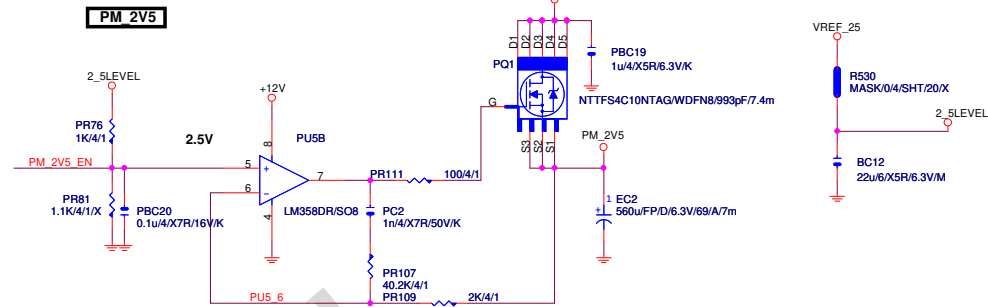 PM_2V5
2_5LEVEL
PR76
1K/4/1
PM_2V5_EN
PR81
1.1K/4/1/X
PBC20
0.1u/4/X7R/16V/K
2.5V
+12V
8
PU5B
5
+
6
-
7
4
LM358DR/SO8
PR111
100/4/1
PC2
1n/4/X7R/50V/K
PR107
40.2K/4/1
PR109
2K/4/1
PU5_6
D1
D2
D3
D4
D5
PQ1
G
S3
S2
S1
NTTFS4C10NTAG/WDFN8/993pF/7.4m
PBC19
1u/4/X5R/6.3V/K
PM_2V5
1
+
EC2
560u/FP/D/6.3V/69/A/7m
VREF_25
R530
MASK/0/4/SHT/20/X
2_5LEVEL
BC12
22u/6/X5R/6.3V/M